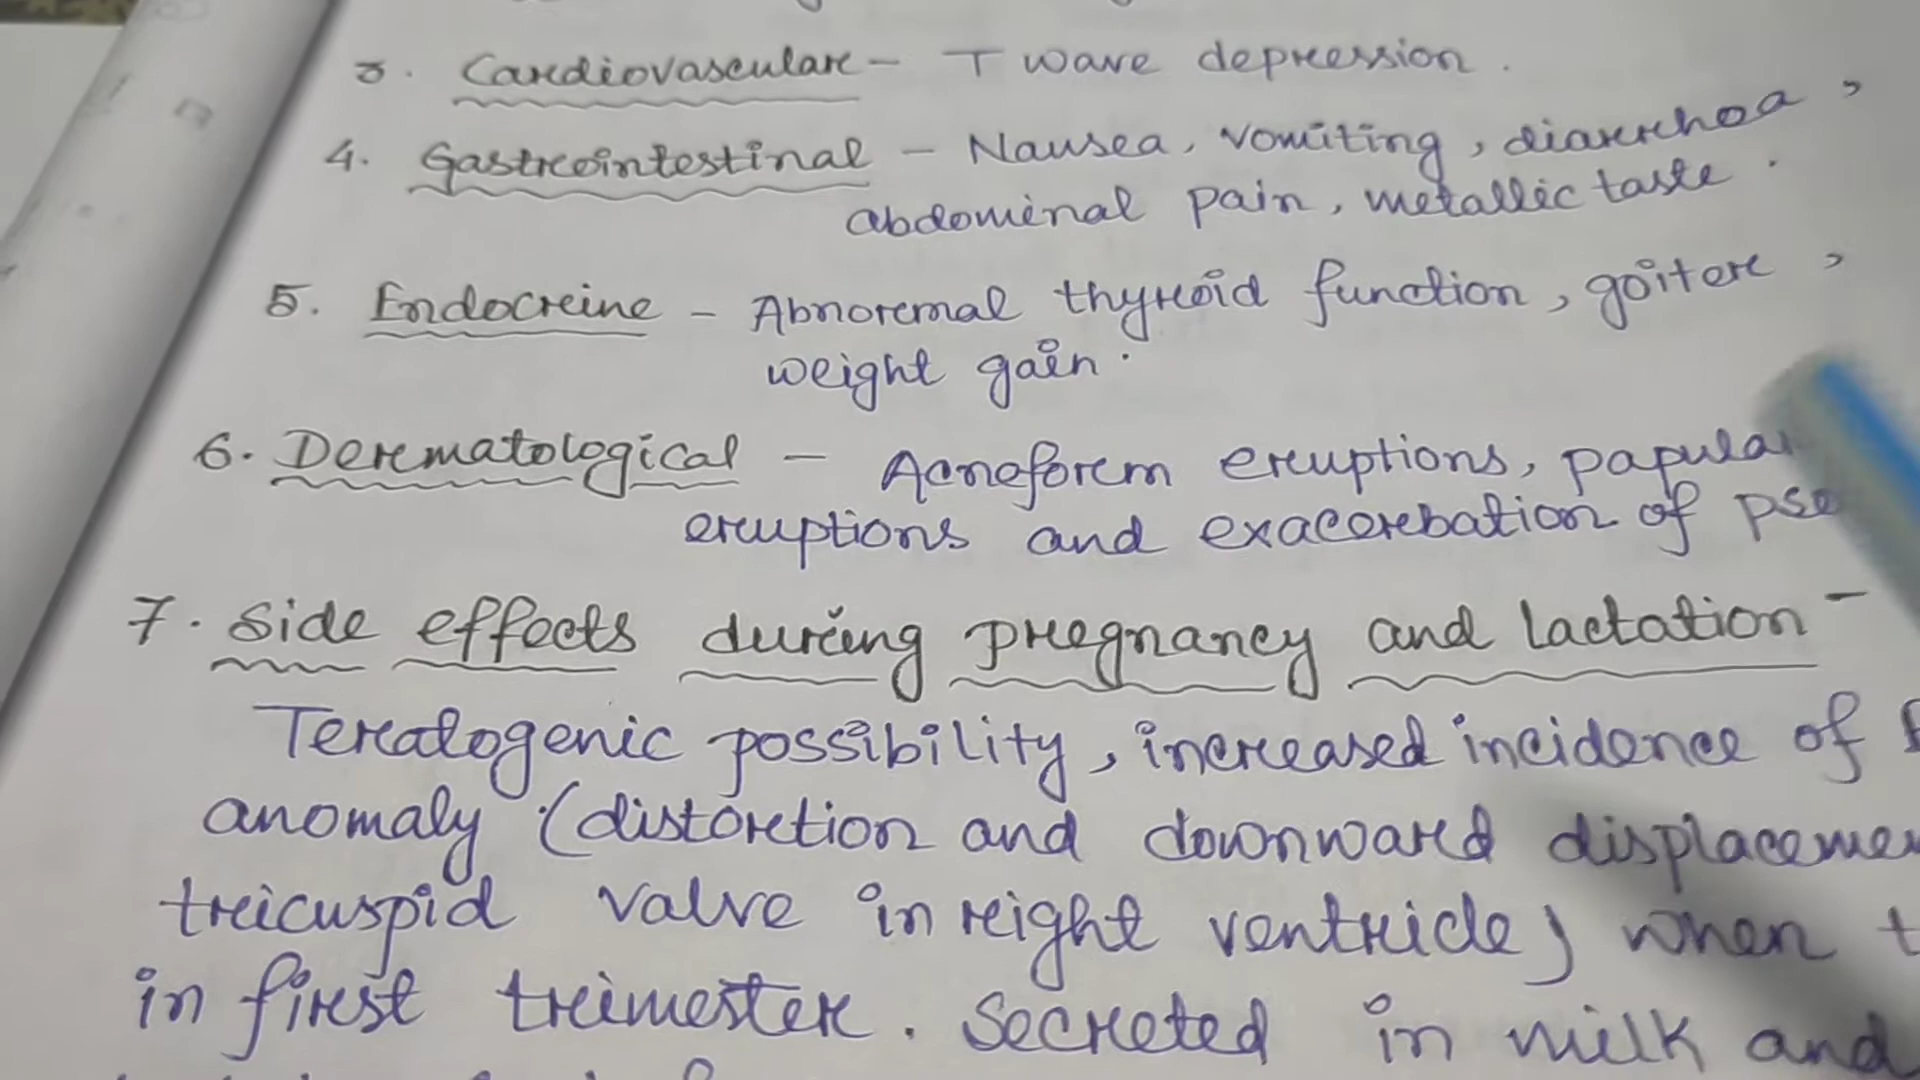 3. Cardiovascular - T wave depression.
4. Gastrointestinal - Nausea, vomiting, diarrhoea,
abdominal pain, metallic taste.
5. Endocrine - Abnormal thyroid function, goiter,
weight gain.
6. Dermatological - Acneform eruptions, papular
eruptions and exacerbation of
7. Side effects during pregnancy and lactation -
Teratogenic possibility, increased incidence of
anomaly (distortion and downward
tricuspid valve in right ventricle) when
in first trimester. Secreted in milk and